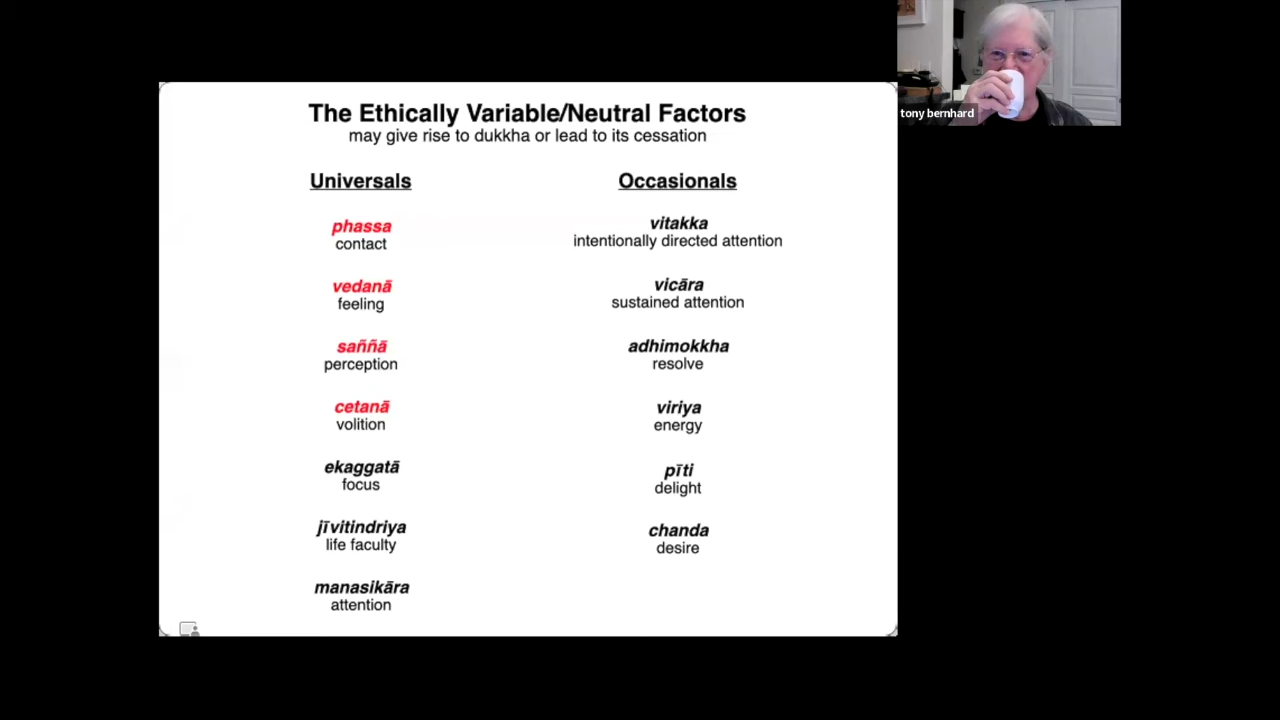 The Ethically Variable/Neutral Factors
may give rise to dukkha or lead to its cessation
Universals
phassa
contact
vedanā
feeling
saññā
perception
cetanā
volition
ekaggatā
focus
jīvitindriya
life faculty
manasikāra
attention
Occasionals
vitakka
intentionally directed attention
vicāra
sustained attention
adhimokkha
resolve
viriya
energy
pīti
delight
chanda
desire
tony bernhard